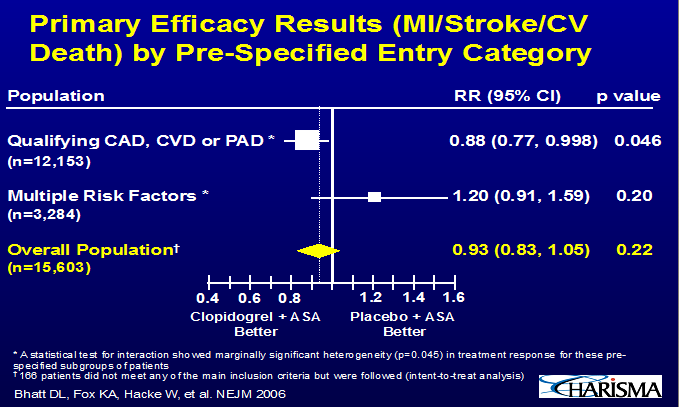 Primary Efficacy Results (MI/Stroke/CV
Death) by Pre-Specified Entry Category
Population RR (95% CI) p value
Qualifying CAD, CVD or PAD * 0.88 (0.77, 0.998) 0.046
(n=12,153)
Multiple Risk Factors * 1.20 (0.91, 1.59) 0.20
(n=3,284)
Overall Population† 0.93 (0.83, 1.05) 0.22
(n=15,603)
0.4 0.6 0.8 1.2 1.4 1.6
Clopidogrel + ASA Placebo + ASA
Better Better
* A statistical test for interaction showed marginally significant heterogeneity (p=0.045) in treatment response for these pre-
specified subgroups of patients
† 166 patients did not meet any of the main inclusion criteria but were followed (intent-to-treat analysis)
Bhatt DL, Fox KA, Hacke W, et al. NEJM 2006
CHARISMA